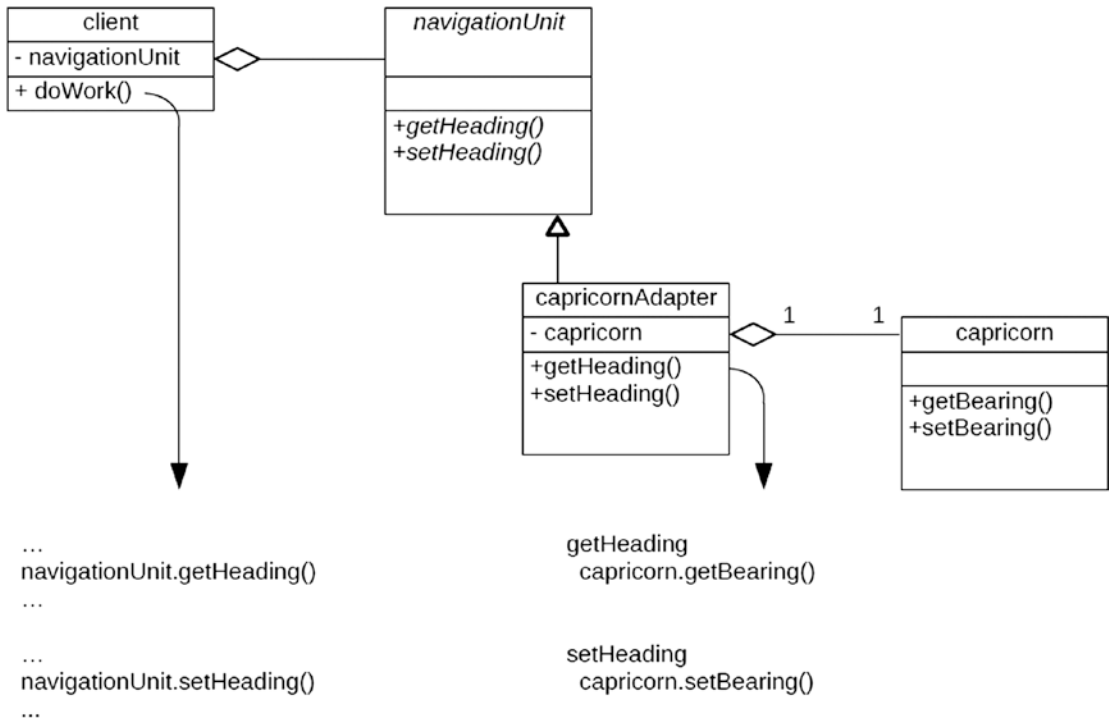 client
- navigationUnit
+ doWork()
navigationUnit
+getHeading()
+setHeading()
capricornAdapter
- capricorn
+getHeading()
+setHeading()
1
1
capricorn
+getBearing()
+setBearing()
…
navigationUnit.getHeading()
…
…
navigationUnit.setHeading()
...
getHeading
capricorn.getBearing()
setHeading
capricorn.setBearing()